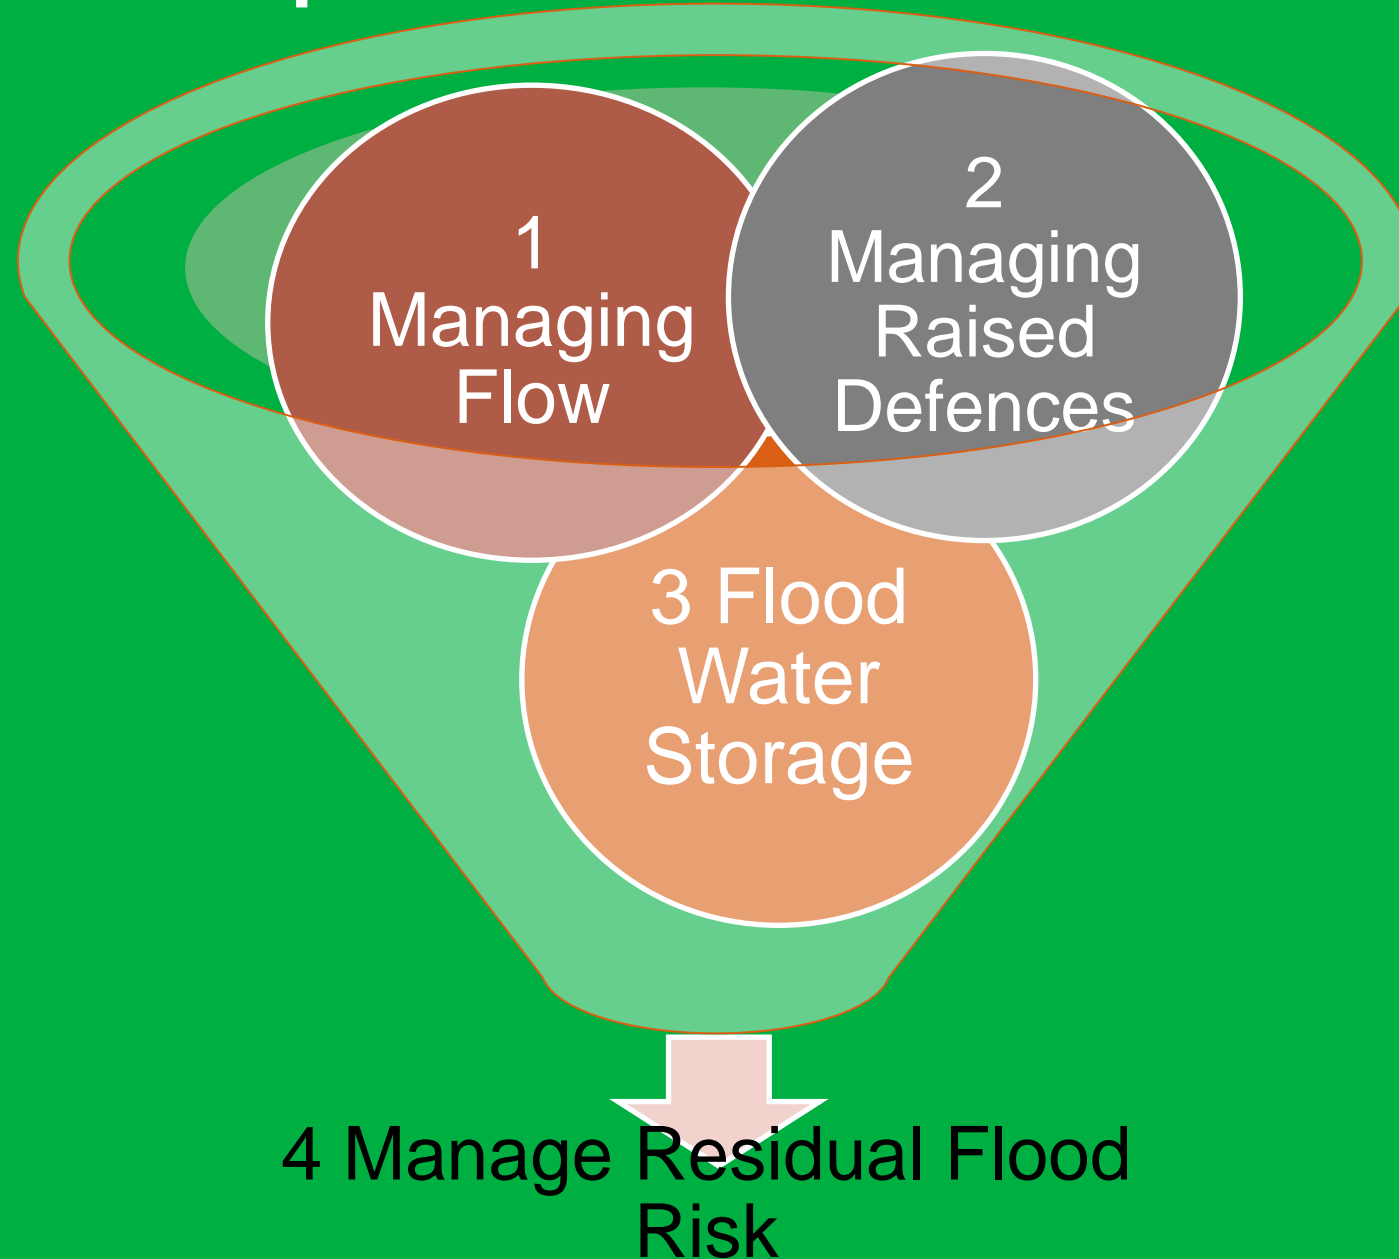 1
Managing
Flow
2
Managing
Raised
Defences
3 Flood
Water
Storage
4 Manage Residual Flood
Risk